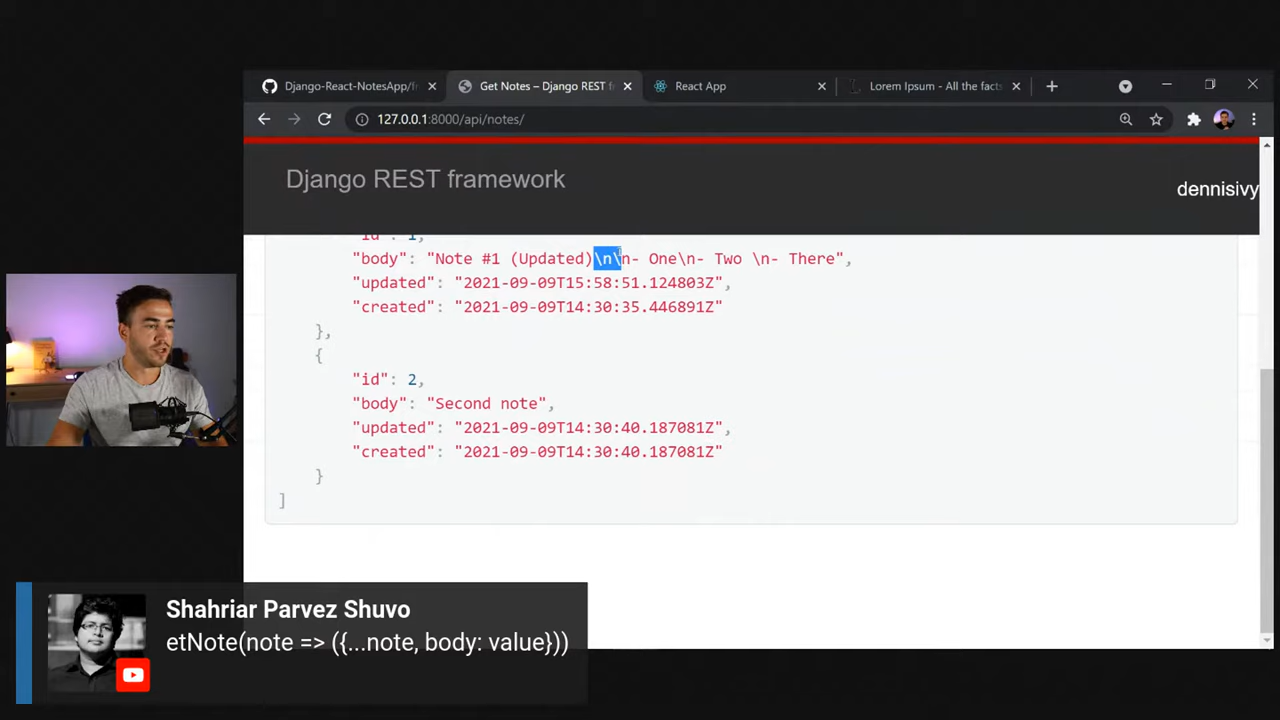 Django-React-NotesApp/fr
Get Notes – Django REST f
React App
Lorem Ipsum - All the facts
127.0.0.1:8000/api/notes/
Django REST framework
dennisivy
"id": 1,
"body": "Note #1 (Updated)\n\n- One\n- Two \n- There",
"updated": "2021-09-09T15:58:51.124803Z",
"created": "2021-09-09T14:30:35.446891Z"
},
{
"id": 2,
"body": "Second note",
"updated": "2021-09-09T14:30:40.187081Z",
"created": "2021-09-09T14:30:40.187081Z"
}
]
Shahriar Parvez Shuvo
etNote(note => ({...note, body: value}))